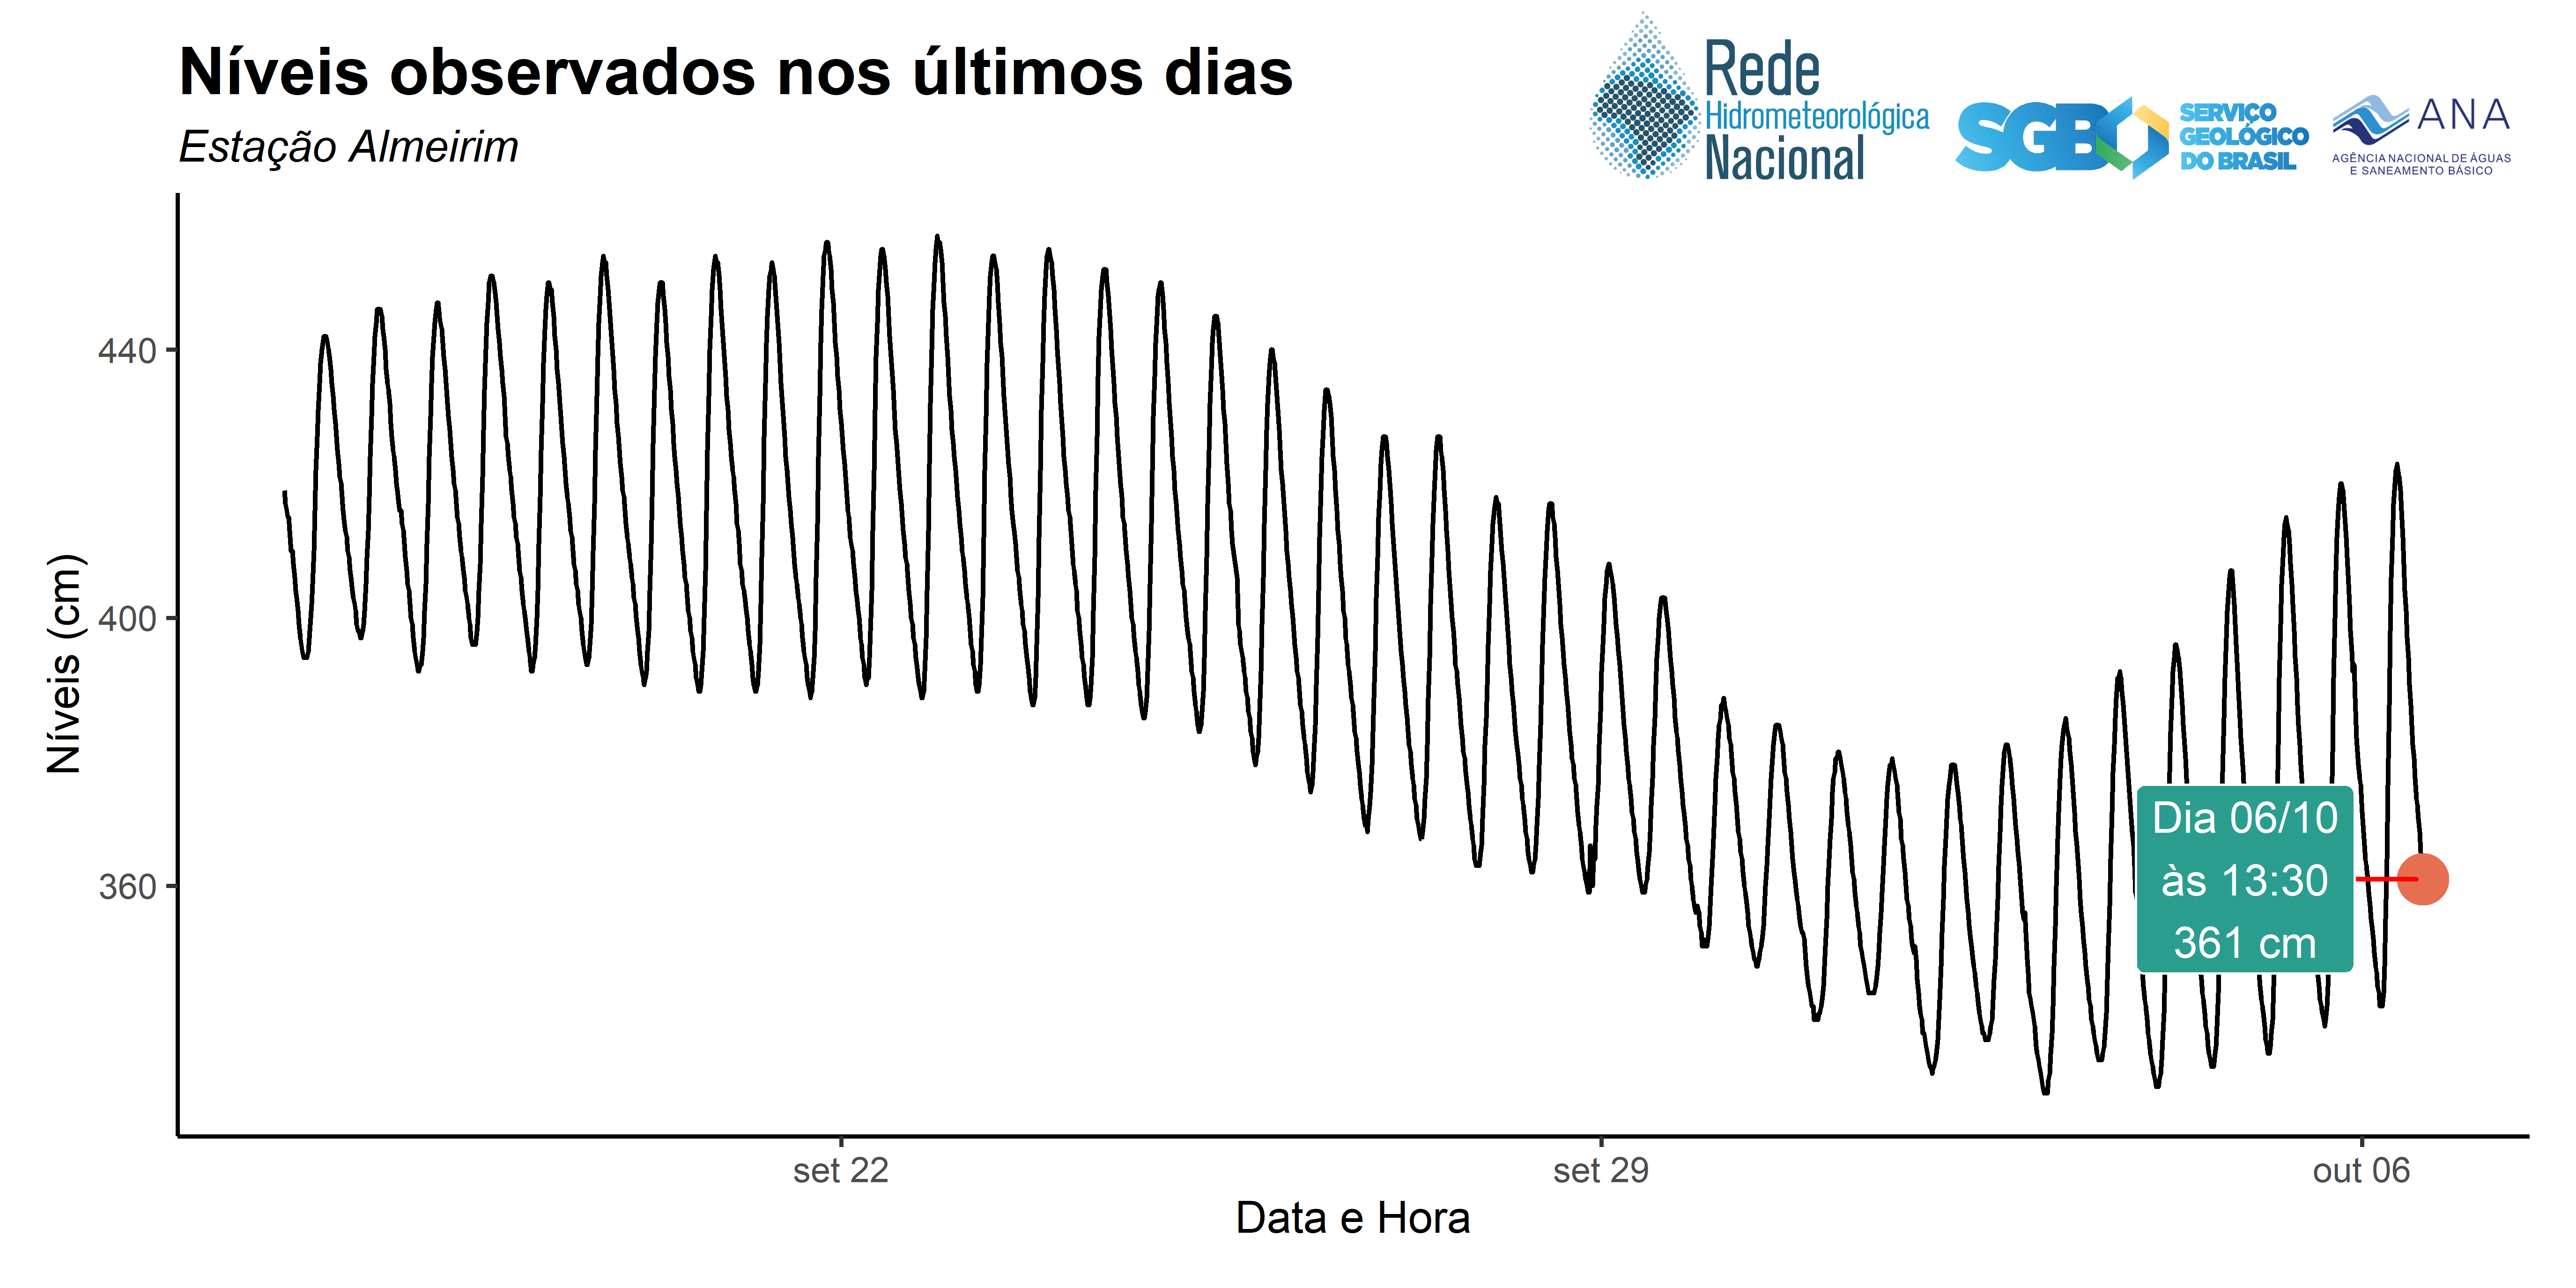 Níveis observados nos últimos dias
Estação Almeirim
Rede
Hidrometeorológica
Nacional
SGB
SERVIÇO
GEOLÓGICO
DO BRASIL
ANA
AGÊNCIA NACIONAL DE ÁGUAS
E SANEAMENTO BÁSICO
Níveis (cm)
440
400
360
Dia 06/10
às 13:30
361 cm
set 22
set 29
out 06
Data e Hora